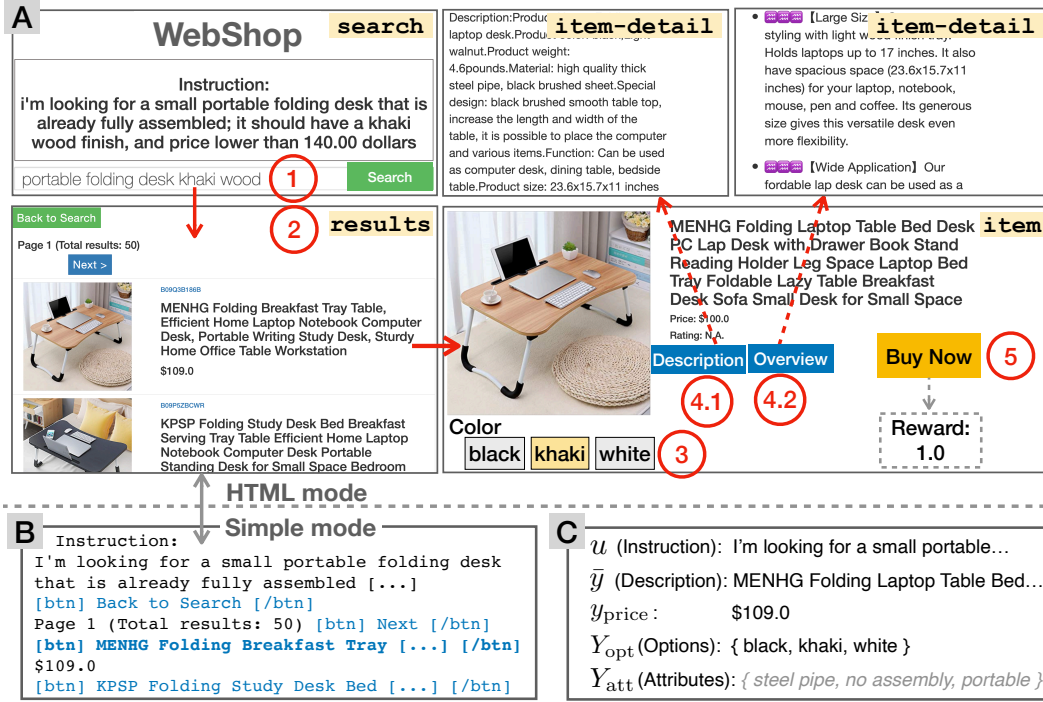 A
WebShop
search
Instruction:
i'm looking for a small portable folding desk that is
already fully assembled; it should have a khaki
wood finish, and price lower than 140.00 dollars
portable folding desk khaki wood
1
Search
item-detail
Description:Produc
laptop desk.Product
walnut.Product weight:
4.6pounds.Material: high quality thick
steel pipe, black brushed sheet.Special
design: black brushed smooth table top,
increase the length and width of the
table, it is possible to place the computer
and various items.Function: Can be used
as computer desk, dining table, bedside
table.Product size: 23.6x15.7x11 inches
item-detail
【Large Siz
styling with light
Holds laptops up to 17 inches. It also
have spacious space (23.6x15.7x11
inches) for your laptop, notebook,
mouse, pen and coffee. Its generous
size gives this versatile desk even
more flexibility.
【Wide Application】Our
fordable lap desk can be used as a
Back to Search
2
results
Page 1 (Total results: 50)
Next >
B09Q3B186B
MENHG Folding Breakfast Tray Table,
Efficient Home Laptop Notebook Computer
Desk, Portable Writing Study Desk, Sturdy
Home Office Table Workstation
$109.0
B09P5ZBCWR
KPSP Folding Study Desk Bed Breakfast
Serving Tray Table Efficient Home Laptop
Notebook Computer Desk Portable
Standing Desk for Small Space Bedroom
item
MENHG Folding Laptop Table Bed Desk
PC Lap Desk with Drawer Book Stand
Reading Holder Leg Space Laptop Bed
Tray Foldable Lazy Table Breakfast
Desk Sofa Small Desk for Small Space
Price: $100.0
Rating: N.A.
Description
Overview
4.1
4.2
Buy Now
5
Reward:
1.0
Color
black khaki white
3
HTML mode
Simple mode
B
Instruction:
I'm looking for a small portable folding desk
that is already fully assembled [...]
[btn] Back to Search [/btn]
Page 1 (Total results: 50) [btn] Next [/btn]
[btn] MENHG Folding Breakfast Tray [...] [/btn]
$109.0
[btn] KPSP Folding Study Desk Bed [...] [/btn]
C
u (Instruction): I'm looking for a small portable...
ȳ (Description): MENHG Folding Laptop Table Bed...
y_price: $109.0
Y_opt (Options): { black, khaki, white }
Y_att (Attributes): { steel pipe, no assembly, portable }